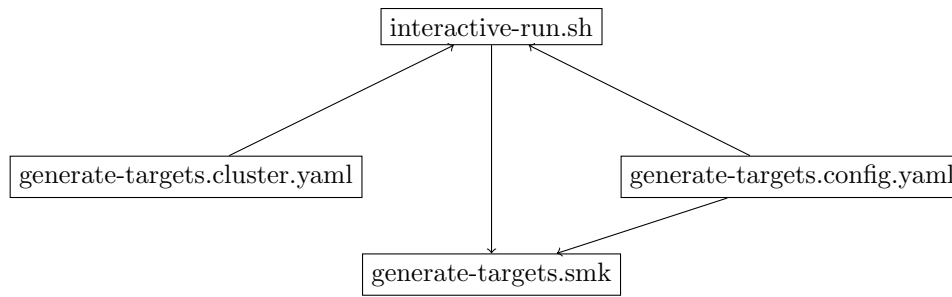 interactive-run.sh
generate-targets.cluster.yaml
generate-targets.config.yaml
generate-targets.smk